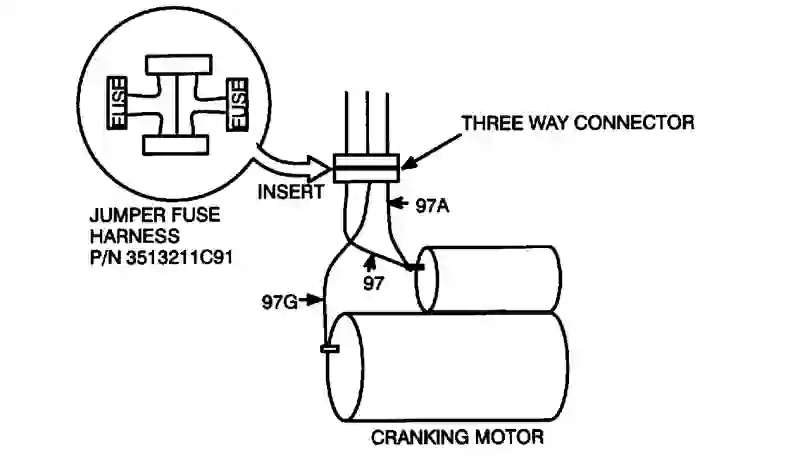 FUSE
FUSE
THREE WAY CONNECTOR
INSERT
JUMPER FUSE
HARNESS
P/N 3513211C91
97A
97
97G
CRANKING MOTOR